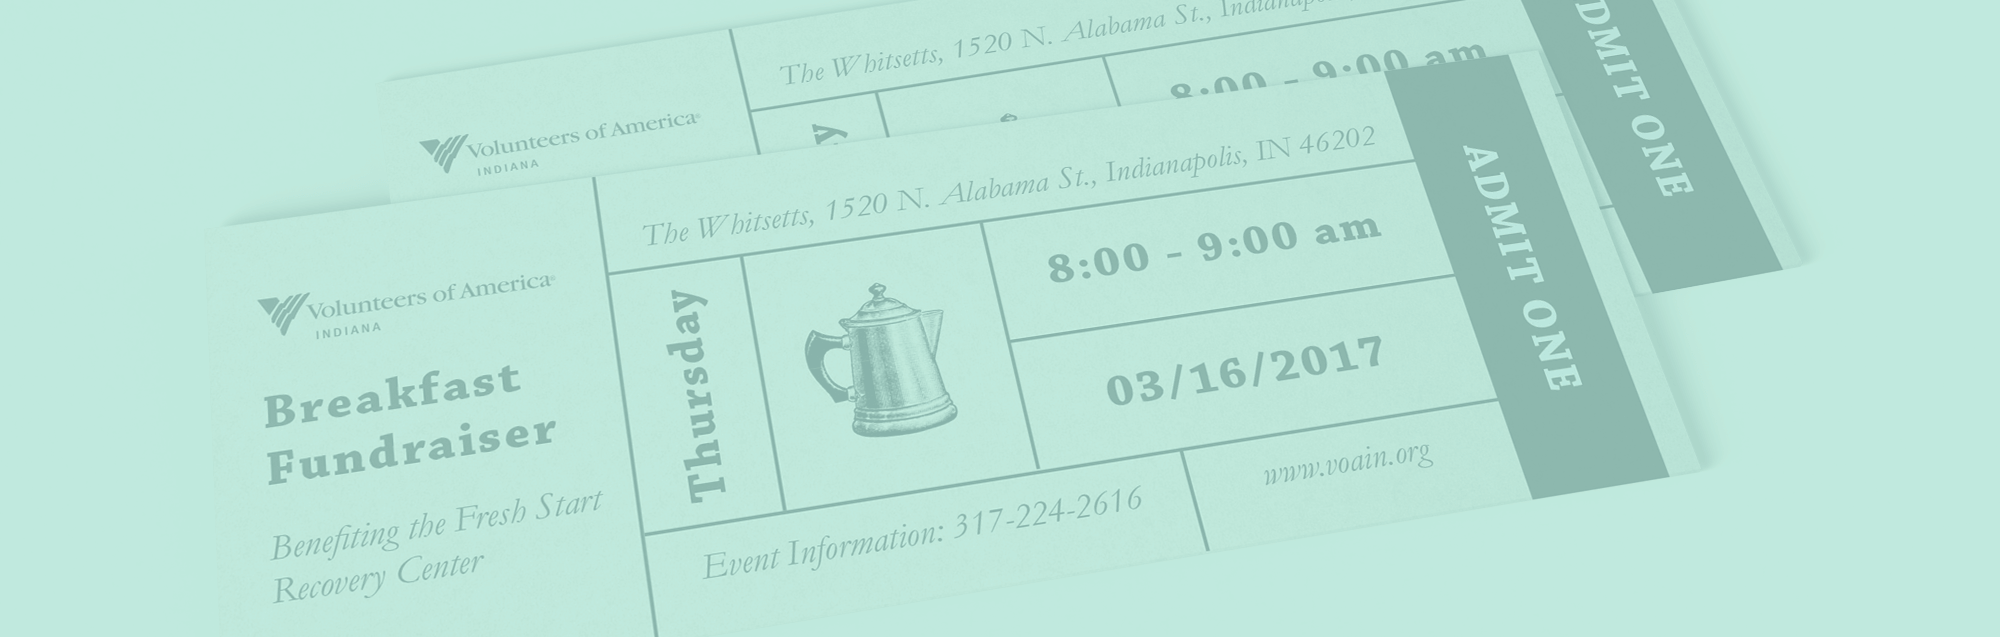 The Whitsetts, 1520 N. Alabama St.,
8:00 - 9:00 am
ADMIT ONE
Volunteers of America®
INDIANA
The Whitsetts, 1520 N. Alabama St., Indianapolis, IN 46202
8:00 - 9:00 am
ADMIT ONE
Volunteers of America®
INDIANA
Breakfast
Fundraiser
Benefiting the Fresh Start
Recovery Center
Thursday
03/16/2017
Event Information: 317-224-2616
www.voain.org